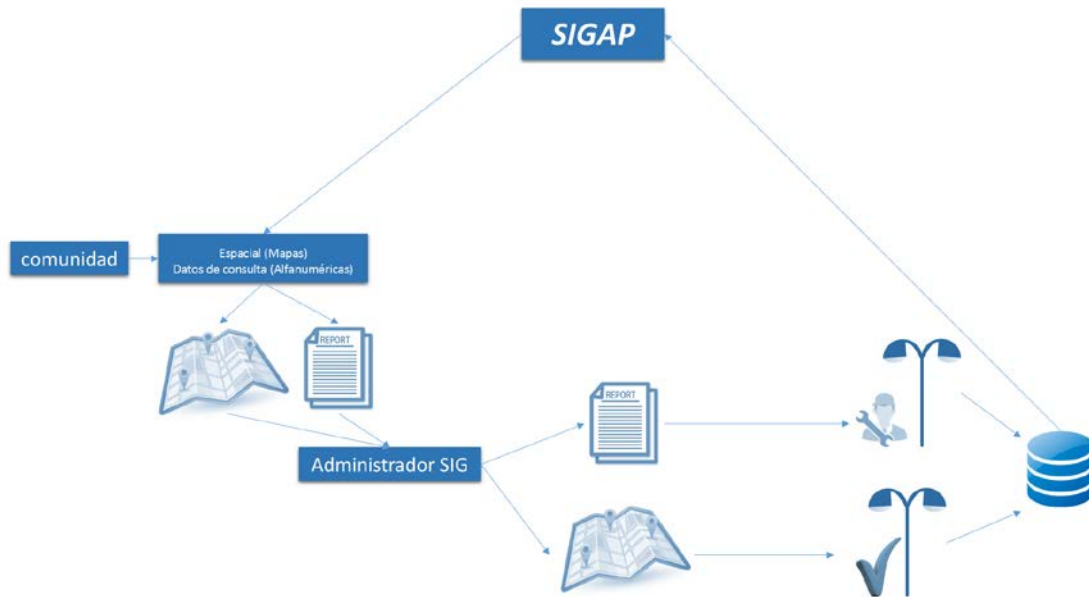 SIGAP
comunidad
Espacial (Mapas)
Datos de consulta (Alfanuméricas)
REPORT
REPORT
Administrador SIG